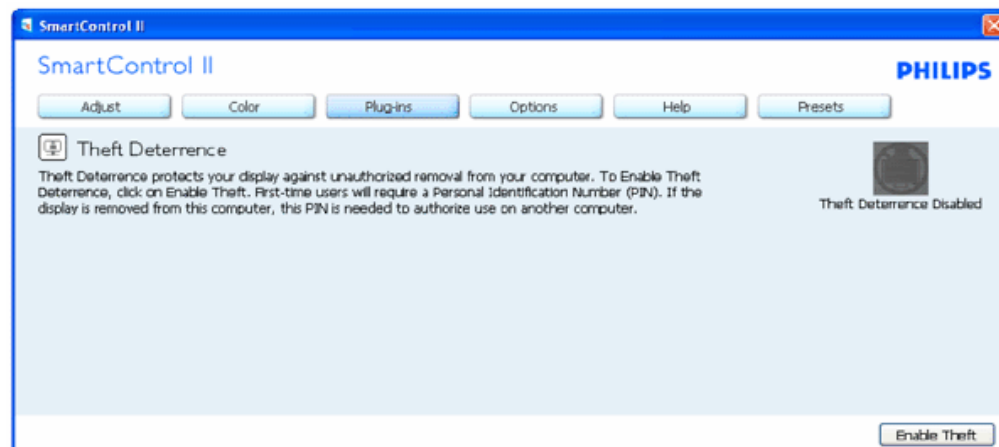 SmartControl II
SmartControl II
PHILIPS
Adjust
Color
Plug-ins
Options
Help
Presets
Theft Deterrence
Theft Deterrence protects your display against unauthorized removal from your computer. To Enable Theft
Deterrence, click on Enable Theft. First-time users will require a Personal Identification Number (PIN). If the
display is removed from this computer, this PIN is needed to authorize use on another computer.
Theft Deterrence Disabled
Enable Theft